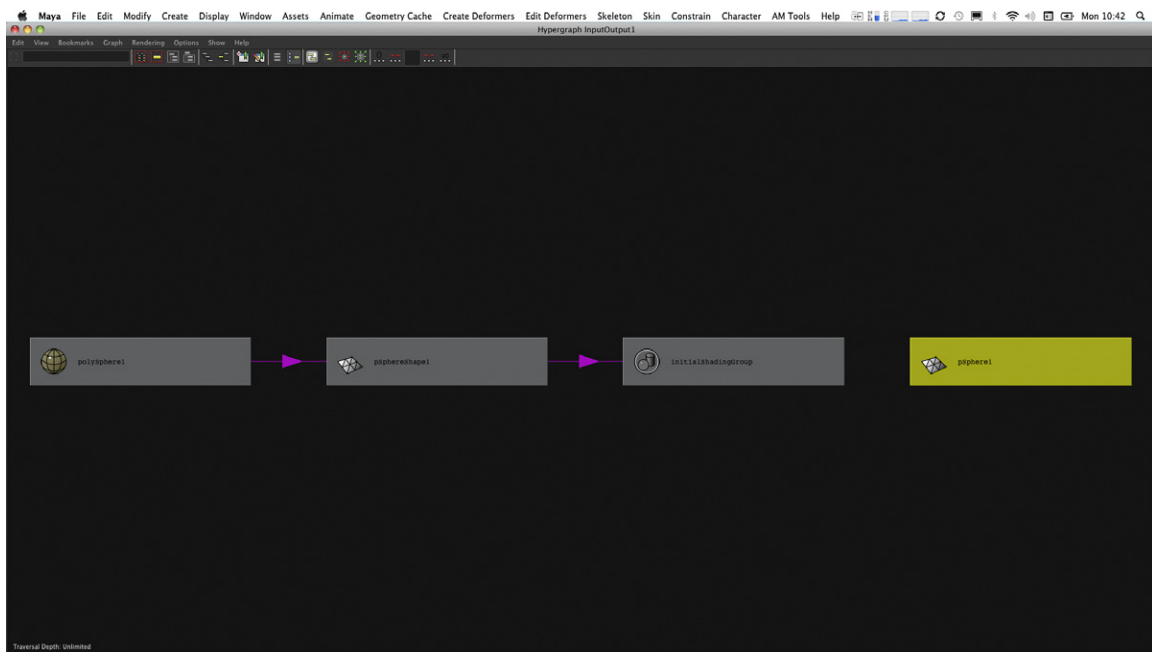 Maya File Edit Modify Create Display Window Assets Animate Geometry Cache Create Deformers Edit Deformers Skeleton Skin Constrain Character AM Tools Help Mon 10:42
Hypergraph InputOutput1
Edit View Bookmarks Graph Rendering Options Show Help
polySphere1 pSphereShape1 initialShadingGroup pSphere1
Traversal Depth: Unlimited